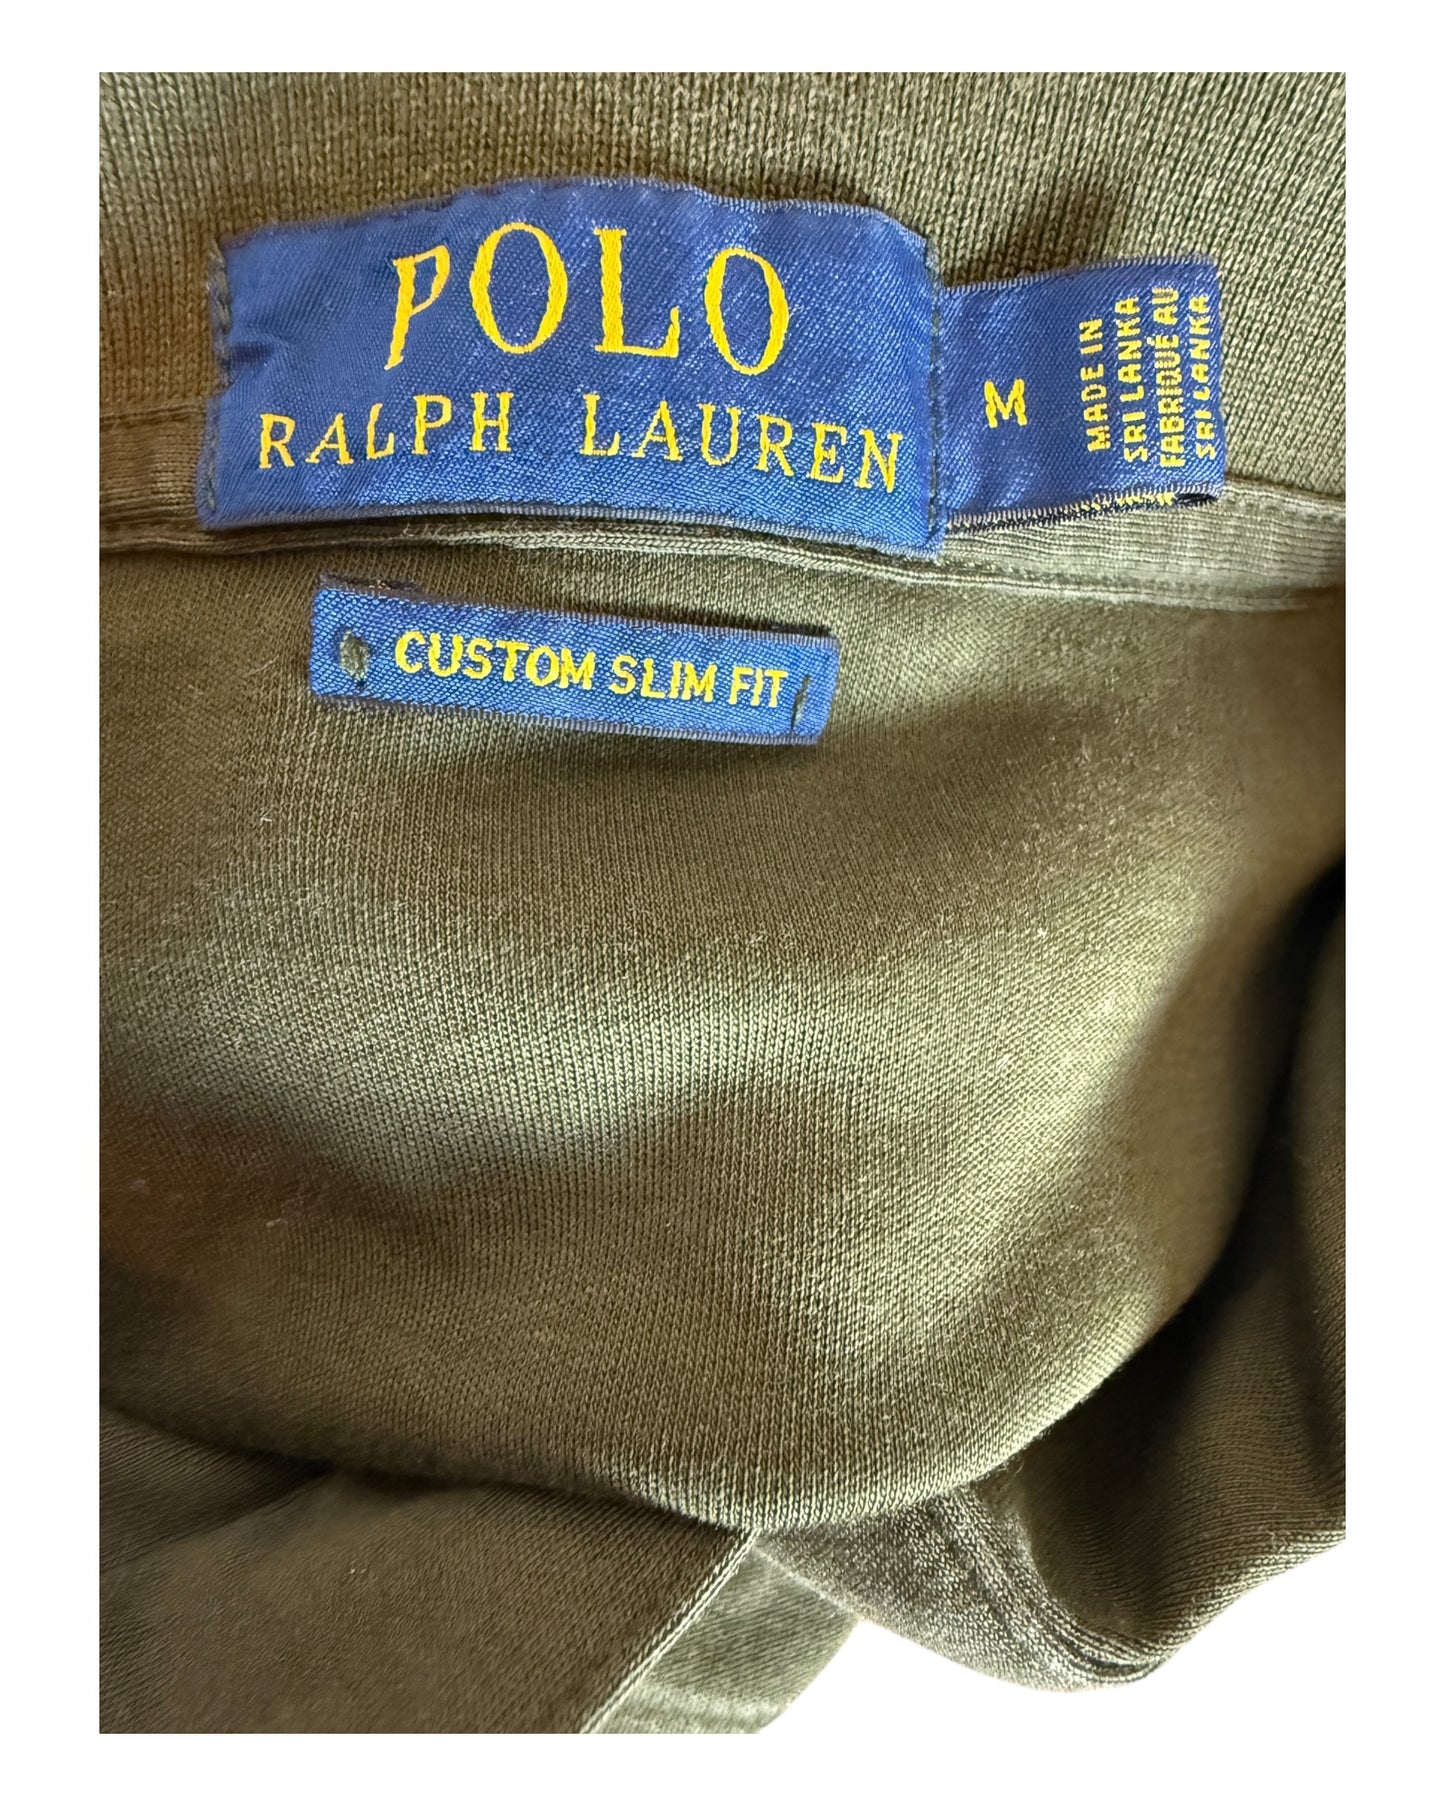 POLO
RALPH LAUREN
M
MADE IN
SRI LANKA
FABRIQUÉ AU
SRI LANKA
CUSTOM SLIM FIT